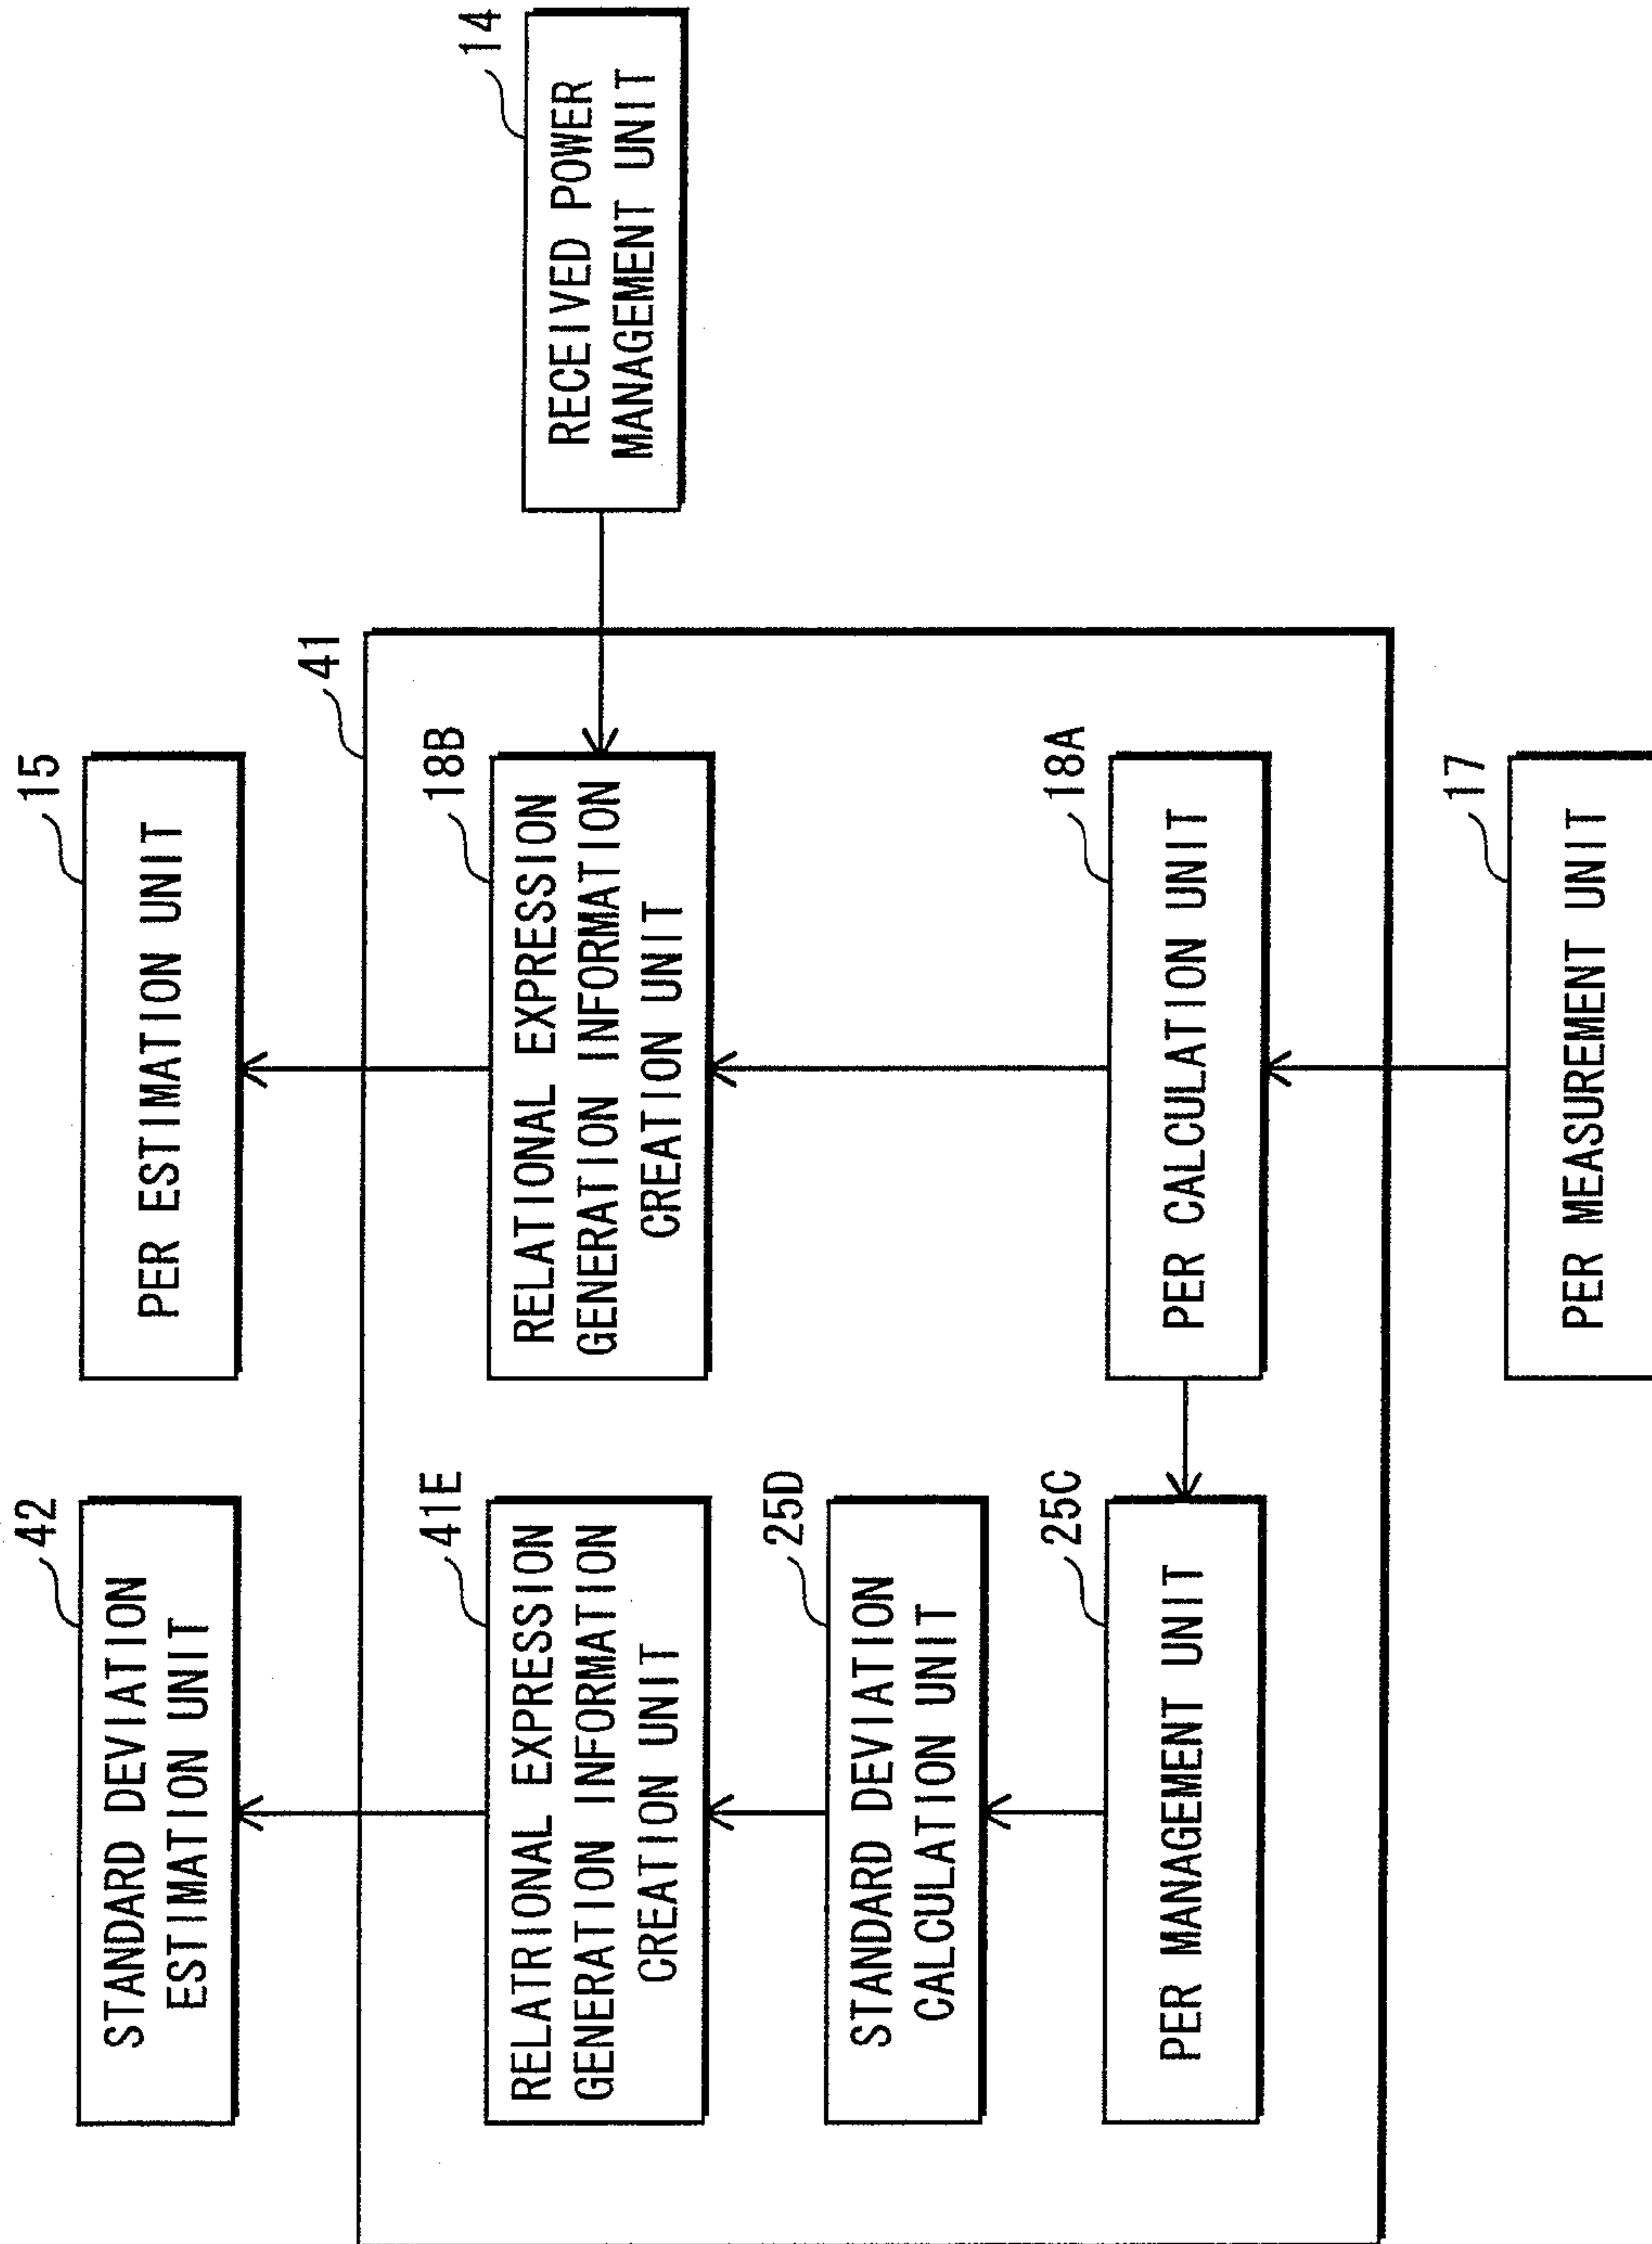 42
STANDARD DEVIATION
ESTIMATION UNIT
15
PER ESTIMATION UNIT
41
41E
RELATRIONAL EXPRESSION
GENERATION INFORMATION
CREATION UNIT
18B
RELATIONAL EXPRESSION
GENERATION INFORMATION
CREATION UNIT
14
RECEIVED POWER
MANAGEMENT UNIT
25D
STANDARD DEVIATION
CALCULATION UNIT
25C
PER MANAGEMENT UNIT
18A
PER CALCULATION UNIT
17
PER MEASUREMENT UNIT